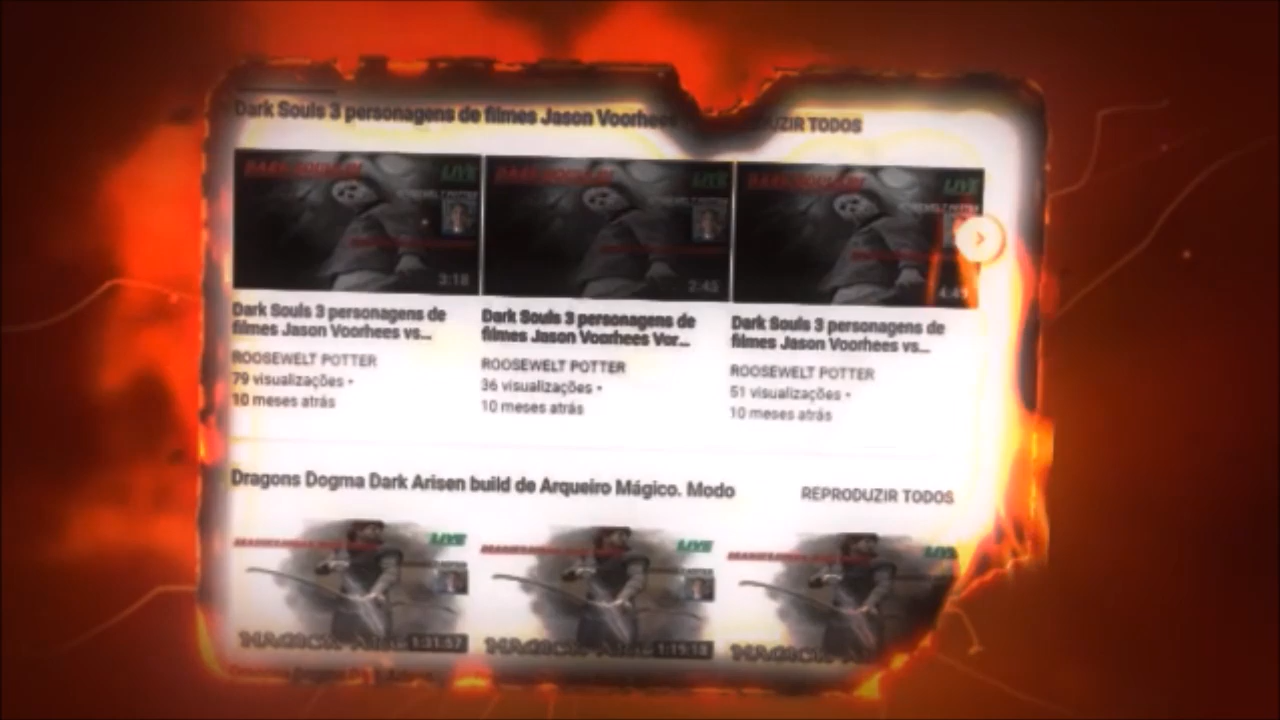 Dark Souls 3 personagens de filmes Jason Voorhees
UZIR TODOS
LIVE
LIVE
LIVE
3:18
2:45
Dark Souls 3 personagens de
filmes Jason Voorhees vs...
ROOSEWELT POTTER
79 visualizações •
10 meses atrás
Dark Souls 3 personagens de
filmes Jason Voorhees Vor...
ROOSEWELT POTTER
36 visualizações •
10 meses atrás
Dark Souls 3 personagens de
filmes Jason Voorhees vs...
ROOSEWELT POTTER
51 visualizações •
10 meses atrás
Dragons Dogma Dark Arisen build de Arqueiro Mágico. Modo
REPRODUZIR TODOS
LIVE
LIVE
LIVE
1:31:57
1:19:18